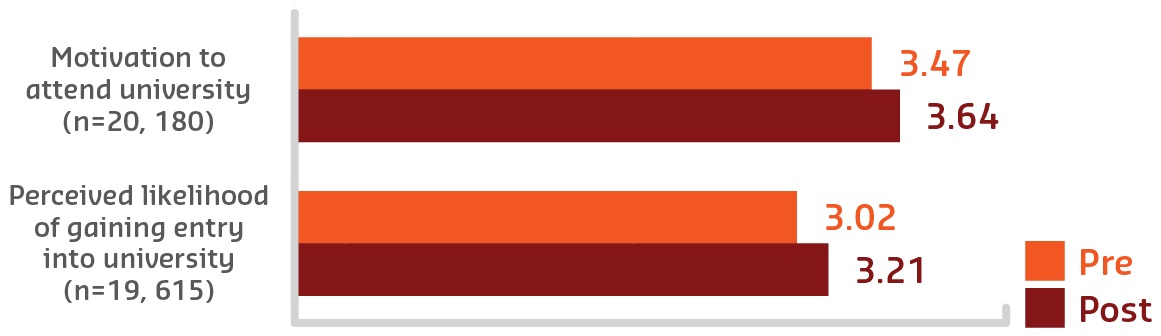 Motivation to
attend university
(n=20, 180)
3.47
3.64
Perceived likelihood
of gaining entry
into university
(n=19, 615)
3.02
3.21
Pre
Post